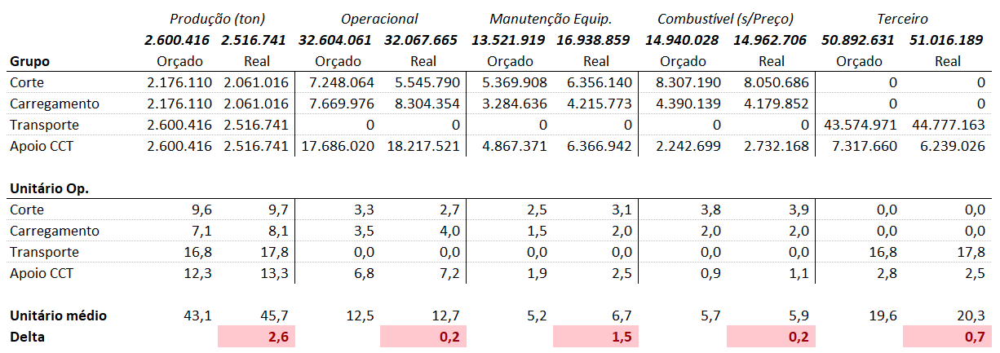 Produção (ton) Operacional Manutenção Equip. Combustível (s/Preço) Terceiro
2.600.416 2.516.741 32.604.061 32.067.665 13.521.919 16.938.859 14.940.028 14.962.706 50.892.631 51.016.189
Grupo Orçado Real Orçado Real Orçado Real Orçado Real Orçado Real
Corte 2.176.110 2.061.016 7.248.064 5.545.790 5.369.908 6.356.140 8.307.190 8.050.686 0 0
Carregamento 2.176.110 2.061.016 7.669.976 8.304.354 3.284.636 4.215.773 4.390.139 4.179.852 0 0
Transporte 2.600.416 2.516.741 0 0 0 0 0 0 43.574.971 44.777.163
Apoio CCT 2.600.416 2.516.741 17.686.020 18.217.521 4.867.371 6.366.942 2.242.699 2.732.168 7.317.660 6.239.026
Unitário Op.
Corte 9,6 9,7 3,3 2,7 2,5 3,1 3,8 3,9 0,0 0,0
Carregamento 7,1 8,1 3,5 4,0 1,5 2,0 2,0 2,0 0,0 0,0
Transporte 16,8 17,8 0,0 0,0 0,0 0,0 0,0 0,0 16,8 17,8
Apoio CCT 12,3 13,3 6,8 7,2 1,9 2,5 0,9 1,1 2,8 2,5
Unitário médio 43,1 45,7 12,5 12,7 5,2 6,7 5,7 5,9 19,6 20,3
Delta 2,6 0,2 1,5 0,2 0,7